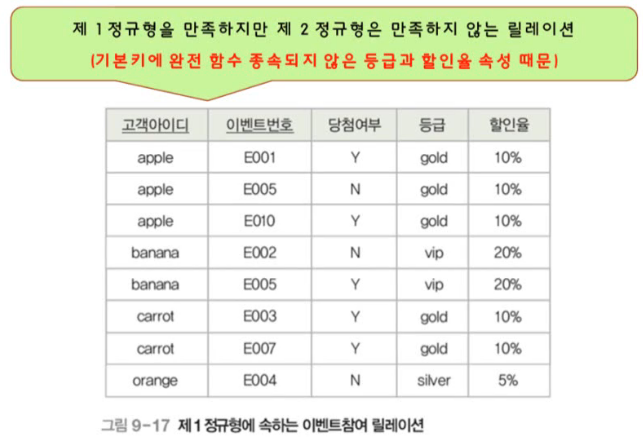 제 1 정규형을 만족하지만 제 2 정규형은 만족하지 않는 릴레이션
(기본키에 완전 함수 종속되지 않은 등급과 할인율 속성 때문)
고객아이디 이벤트번호 당첨여부 등급 할인율
apple E001 Y gold 10%
apple E005 N gold 10%
apple E010 Y gold 10%
banana E002 N vip 20%
banana E005 Y vip 20%
carrot E003 Y gold 10%
carrot E007 Y gold 10%
orange E004 N silver 5%
그림 9-17 제1정규형에 속하는 이벤트참여 릴레이션